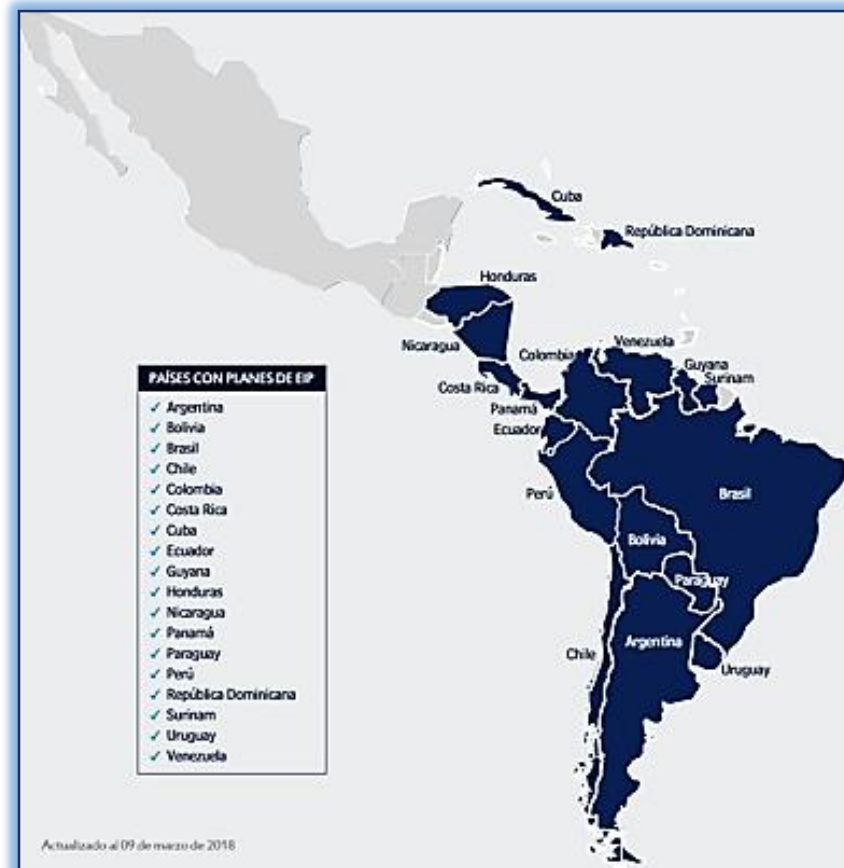 Cuba
República Dominicana
Honduras
Nicaragua
Colombia
Venezuela
Guyana
Surinam
Costa Rica
Panamá
Ecuador
Perú
Brasil
Bolivia
Paraguay
Chile
Argentina
Uruguay
PAÍSES CON PLANES DE EIP
✓ Argentina
✓ Bolivia
✓ Brasil
✓ Chile
✓ Colombia
✓ Costa Rica
✓ Cuba
✓ Ecuador
✓ Guyana
✓ Honduras
✓ Nicaragua
✓ Panamá
✓ Paraguay
✓ Perú
✓ República Dominicana
✓ Surinam
✓ Uruguay
✓ Venezuela
Actualizado al 09 de marzo de 2018